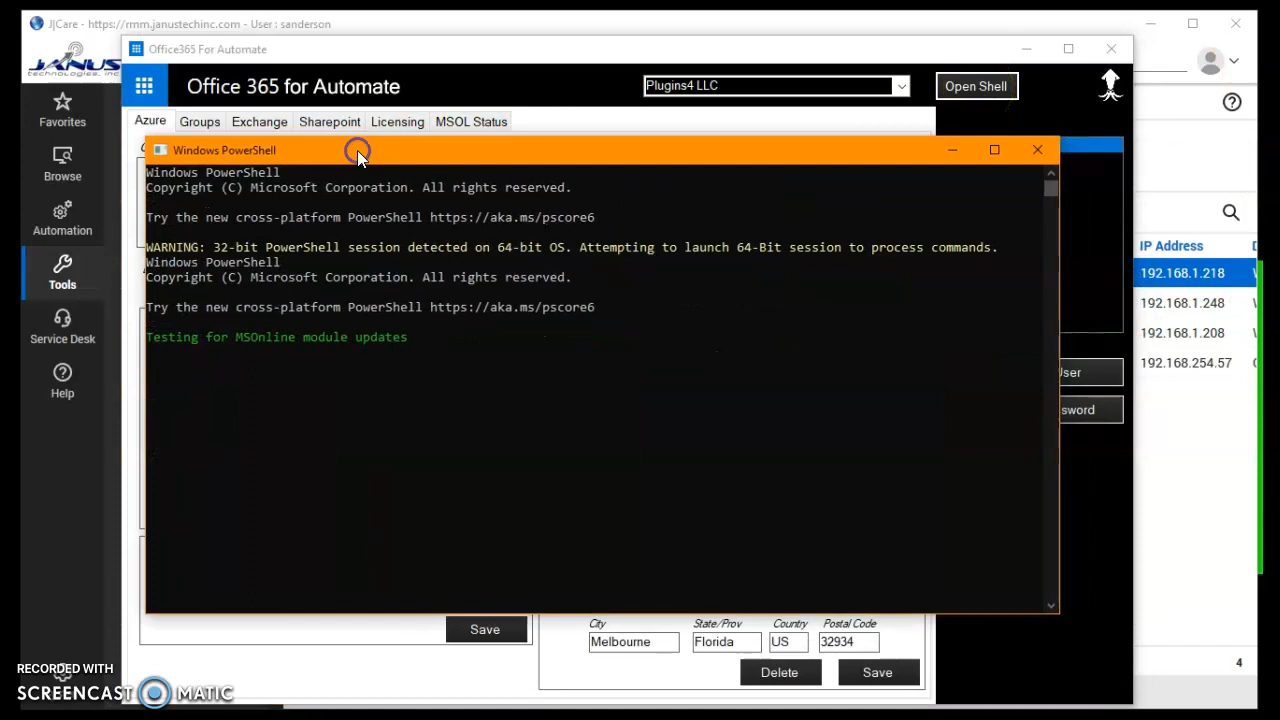 J|Care - https://rmm.janustechinc.com - User : sanderson
JANUS
technologies, inc.
Office365 For Automate
Office 365 for Automate
Plugins4 LLC
Open Shell
Favorites
Browse
Automation
Tools
Service Desk
Help
Azure
Groups
Exchange
Sharepoint
Licensing
MSOL Status
Windows PowerShell
Windows PowerShell
Copyright (C) Microsoft Corporation. All rights reserved.
Try the new cross-platform PowerShell https://aka.ms/pscore6
WARNING: 32-bit PowerShell session detected on 64-bit OS. Attempting to launch 64-Bit session to process commands.
Windows PowerShell
Copyright (C) Microsoft Corporation. All rights reserved.
Try the new cross-platform PowerShell https://aka.ms/pscore6
Testing for MSOnline module updates
IP Address
192.168.1.218
192.168.1.248
192.168.1.208
192.168.254.57
User
sword
Save
City
State/Prov
Country
Postal Code
Melbourne
Florida
US
32934
Delete
Save
4
RECORDED WITH
SCREENCAST MATIC